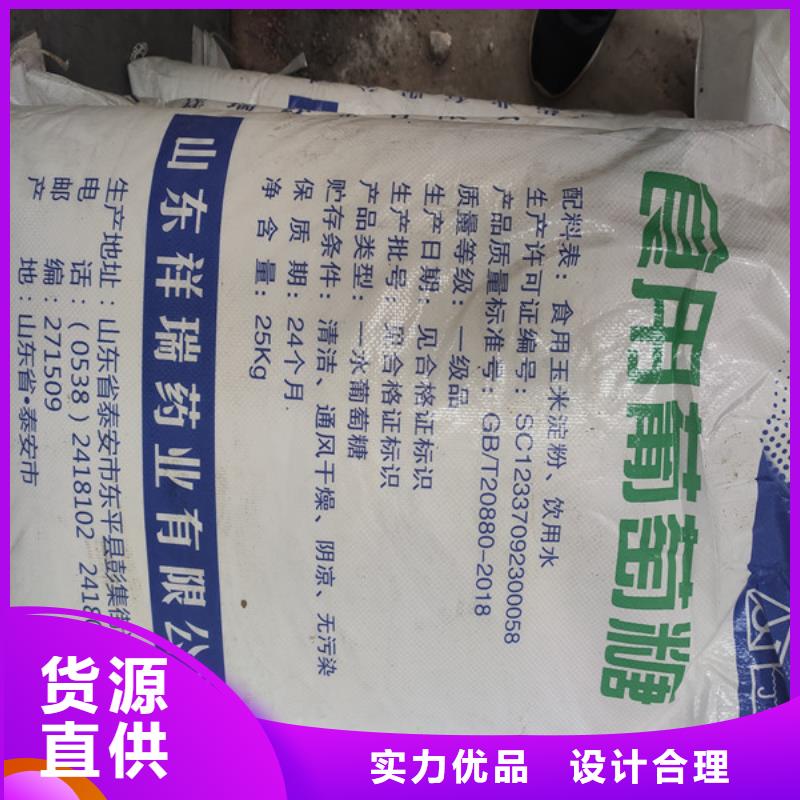 食用葡萄糖
配料表：食用玉米淀粉、饮用水
生产许可证编号：SC12337092300058
产品质量标准号：GB/T20880-2018
质量等级：一级品
生产日期：见合格证标识
生产批号：见合格证标识
产品类型：一水葡萄糖
贮存条件：清洁、通风干燥、阴凉、无污染
保质期：24个月.
净含量：25Kg
山东祥瑞药业有限公
生产地址：山东省泰安市东平县彭集街
电话：(0538)2418102 2418
邮编：271509
产地：山东省·泰安市
货源
直供
实力优品 设计合理